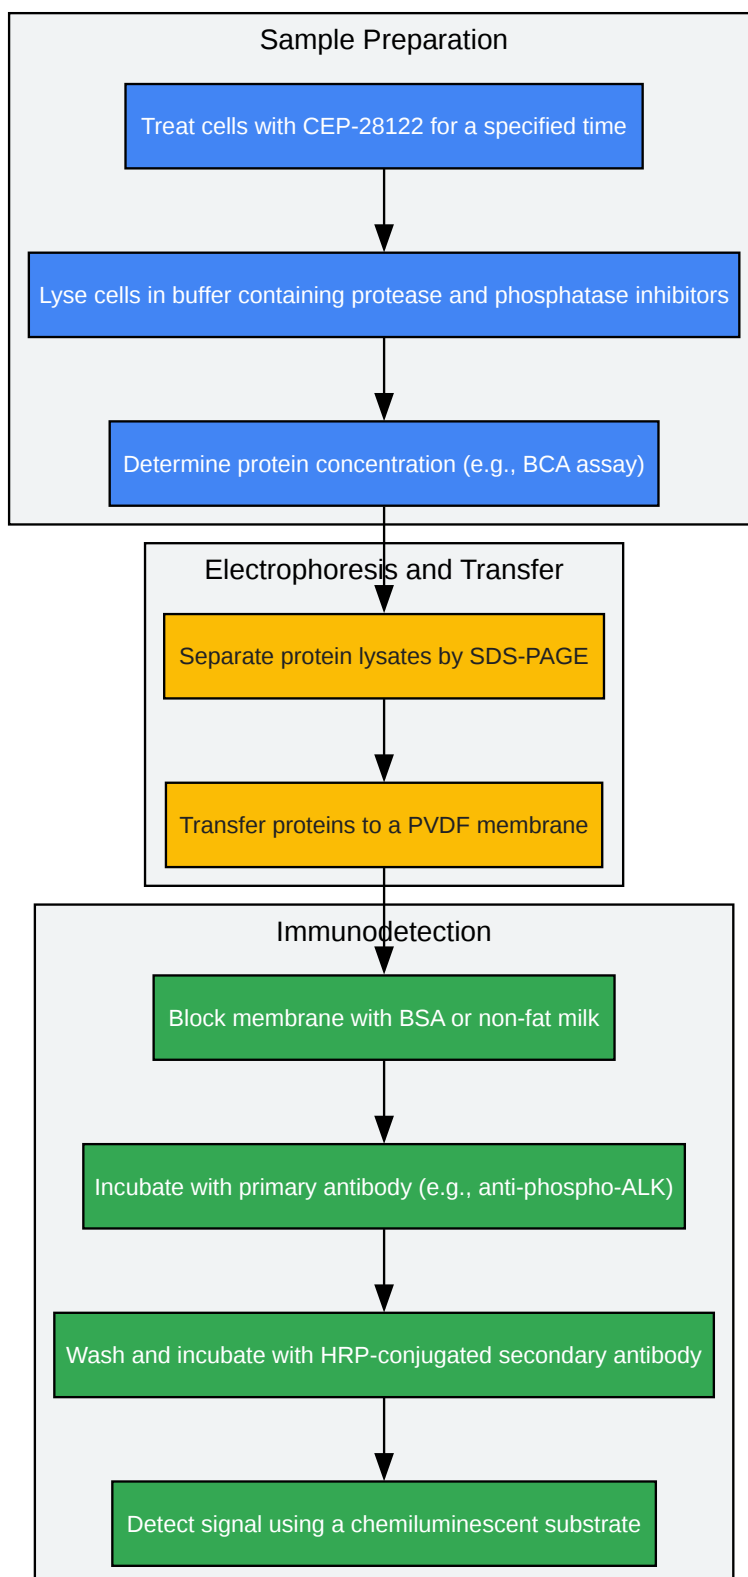 Sample Preparation
Treat cells with CEP-28122 for a specified time
Lyse cells in buffer containing protease and phosphatase inhibitors
Determine protein concentration (e.g., BCA assay)
Electrophoresis and Transfer
Separate protein lysates by SDS-PAGE
Transfer proteins to a PVDF membrane
Immunodetection
Block membrane with BSA or non-fat milk
Incubate with primary antibody (e.g., anti-phospho-ALK)
Wash and incubate with HRP-conjugated secondary antibody
Detect signal using a chemiluminescent substrate